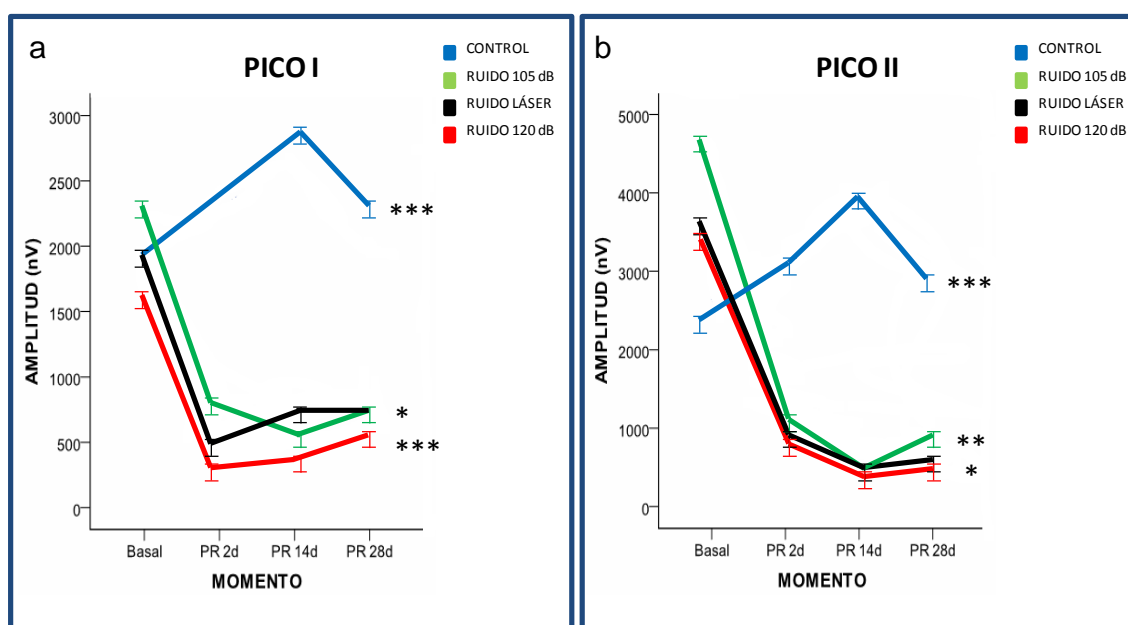 a
PICO I
CONTROL
RUIDO 105 dB
RUIDO LÁSER
RUIDO 120 dB
AMPLITUD (nV)
3000
2500
2000
1500
1000
500
0
***
*
***
Basal PR 2d PR 14d PR 28d
MOMENTO
b
PICO II
CONTROL
RUIDO 105 dB
RUIDO LÁSER
RUIDO 120 dB
AMPLITUD (nV)
5000
4000
3000
2000
1000
0
***
**
*
Basal PR 2d PR 14d PR 28d
MOMENTO